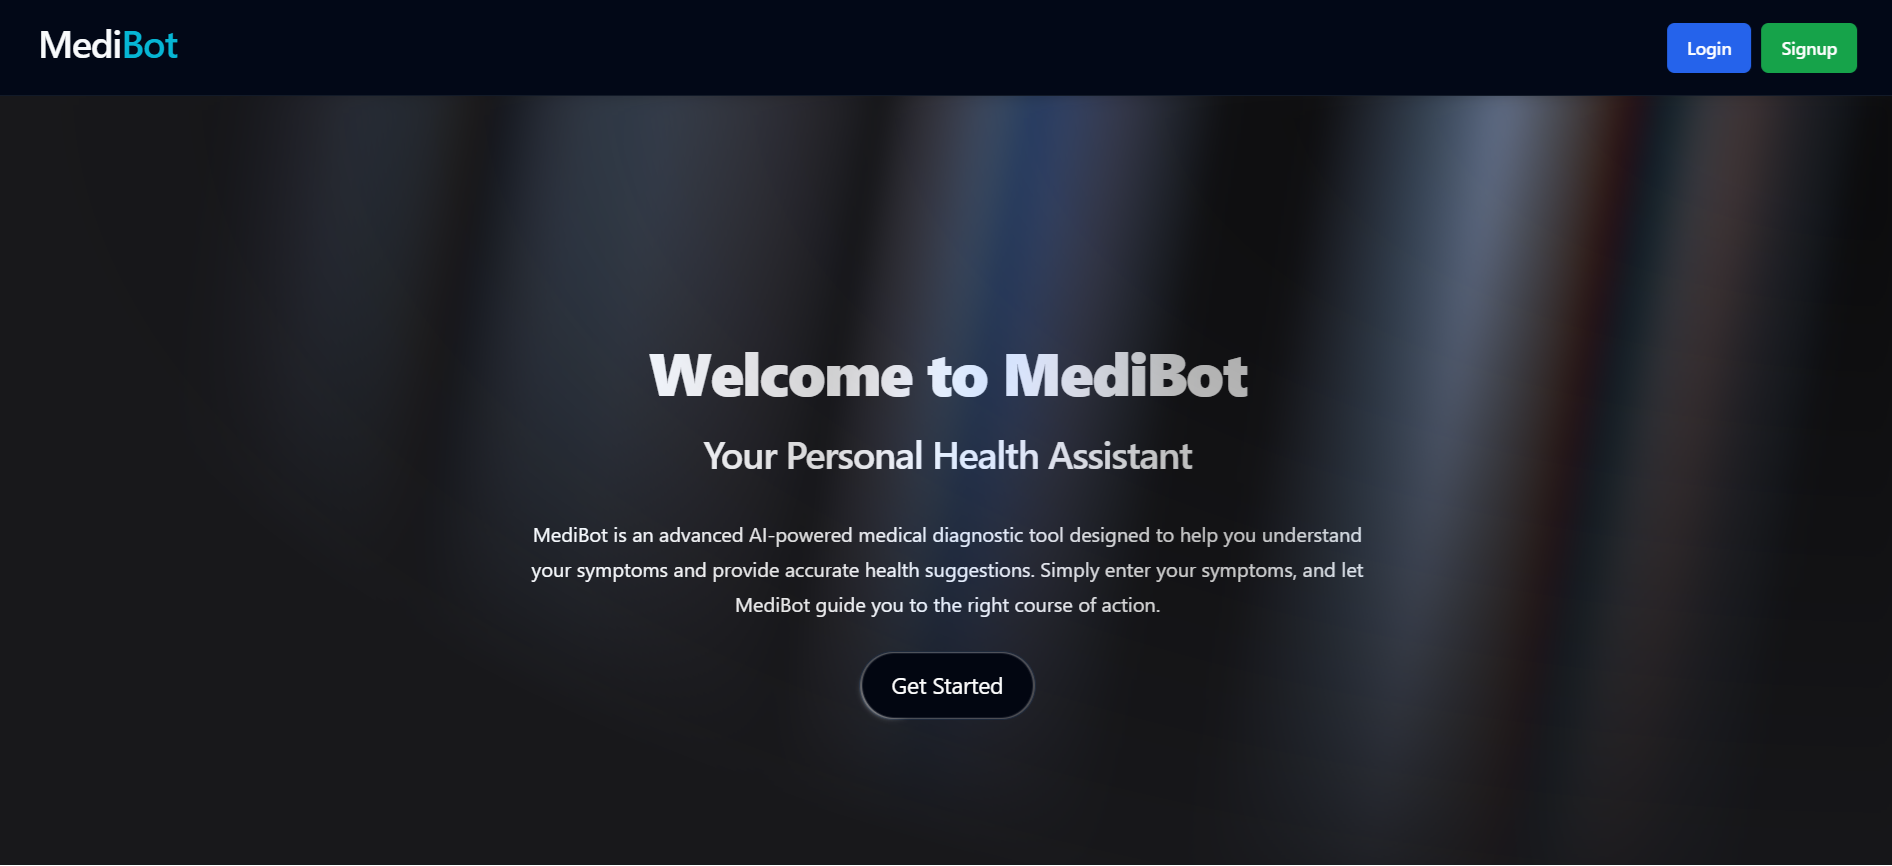 MediBot
Login
Signup
Welcome to MediBot
Your Personal Health Assistant
MediBot is an advanced AI-powered medical diagnostic tool designed to help you understand
your symptoms and provide accurate health suggestions. Simply enter your symptoms, and let
MediBot guide you to the right course of action.
Get Started